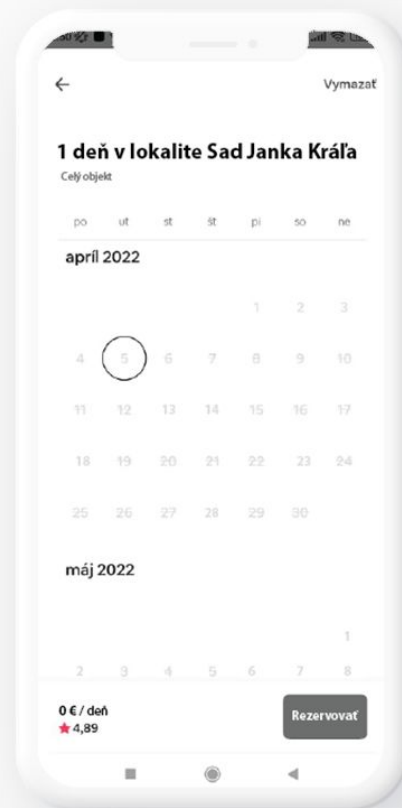 Vymazať
1 deň v lokalite Sad Janka Kráľa
Celý objekt
po ut st št pi so ne
apríl 2022
1 2 3
4 5 6 7 8 9 10
11 12 13 14 15 16 17
18 19 20 21 22 23 24
25 26 27 28 29 30
máj 2022
1
2 3 4 5 6 7 8
0 € / deň
4,89
Rezervovať